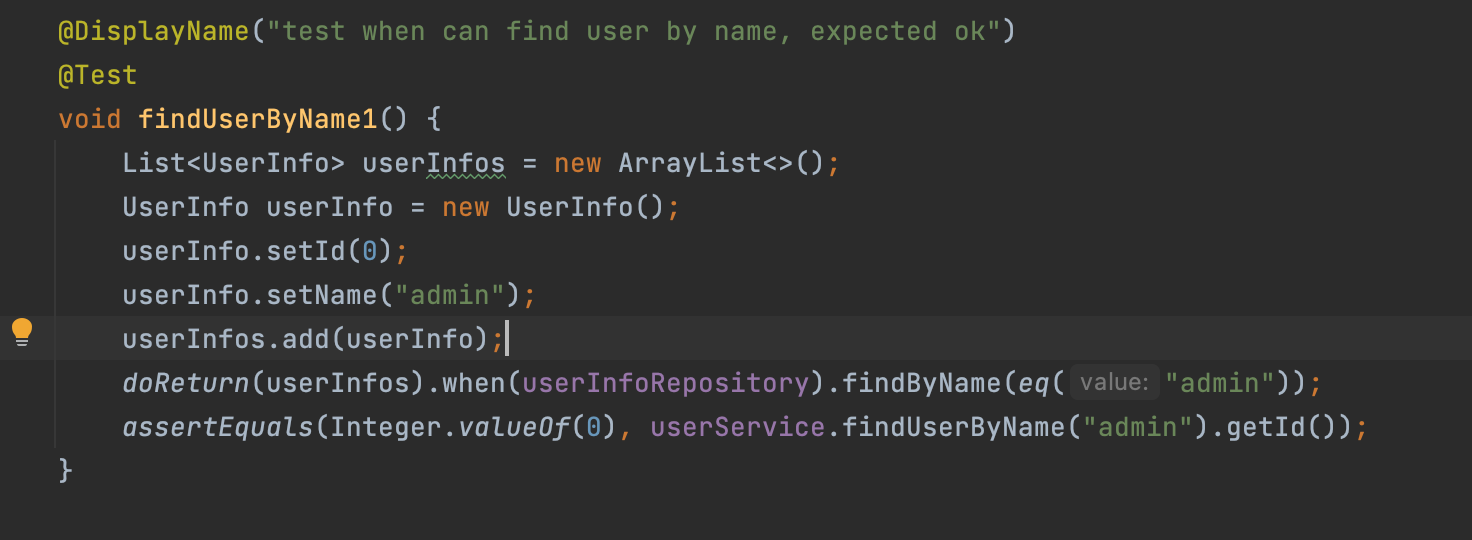 @DisplayName("test when can find user by name, expected ok")
@Test
void findUserByName1() {
List<UserInfo> userInfos = new ArrayList<>();
UserInfo userInfo = new UserInfo();
userInfo.setId(0);
userInfo.setName("admin");
userInfos.add(userInfo);
doReturn(userInfos).when(userInfoRepository).findByName(eq( value: "admin"));
assertEquals(Integer.valueOf(0), userService.findUserByName("admin").getId());
}